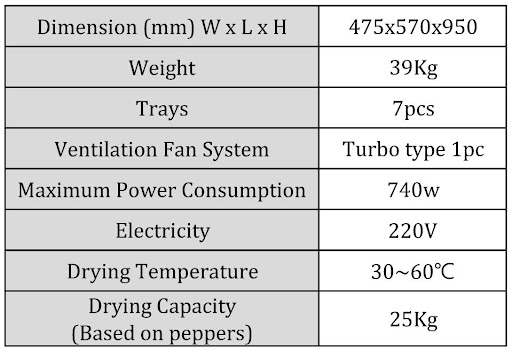 Dimension (mm) W x L x H 475x570x950
Weight 39Kg
Trays 7pcs
Ventilation Fan System Turbo type 1pc
Maximum Power Consumption 740w
Electricity 220V
Drying Temperature 30~60℃
Drying Capacity
(Based on peppers) 25Kg